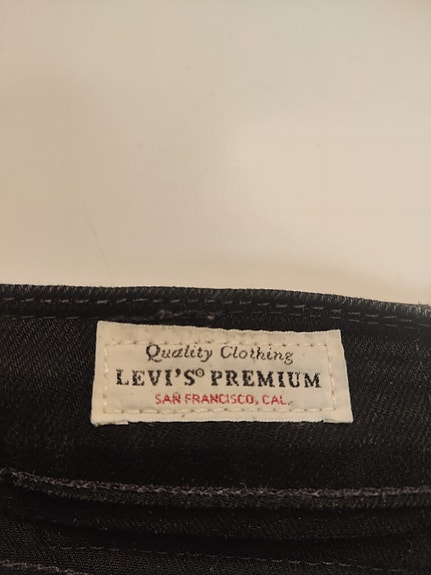 Quality Clothing
LEVI'S® PREMIUM
SAN FRANCISCO, CAL.